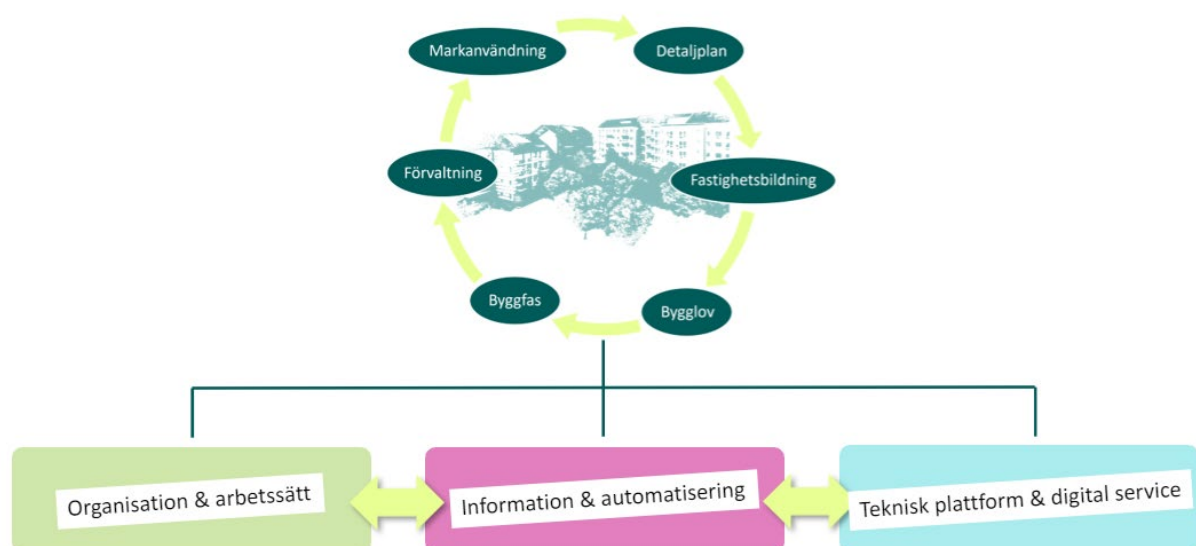 Markanvändning
Detaljplan
Förvaltning
Fastighetsbildning
Byggfas
Bygglov
Organisation & arbetssätt
Information & automatisering
Teknisk plattform & digital service